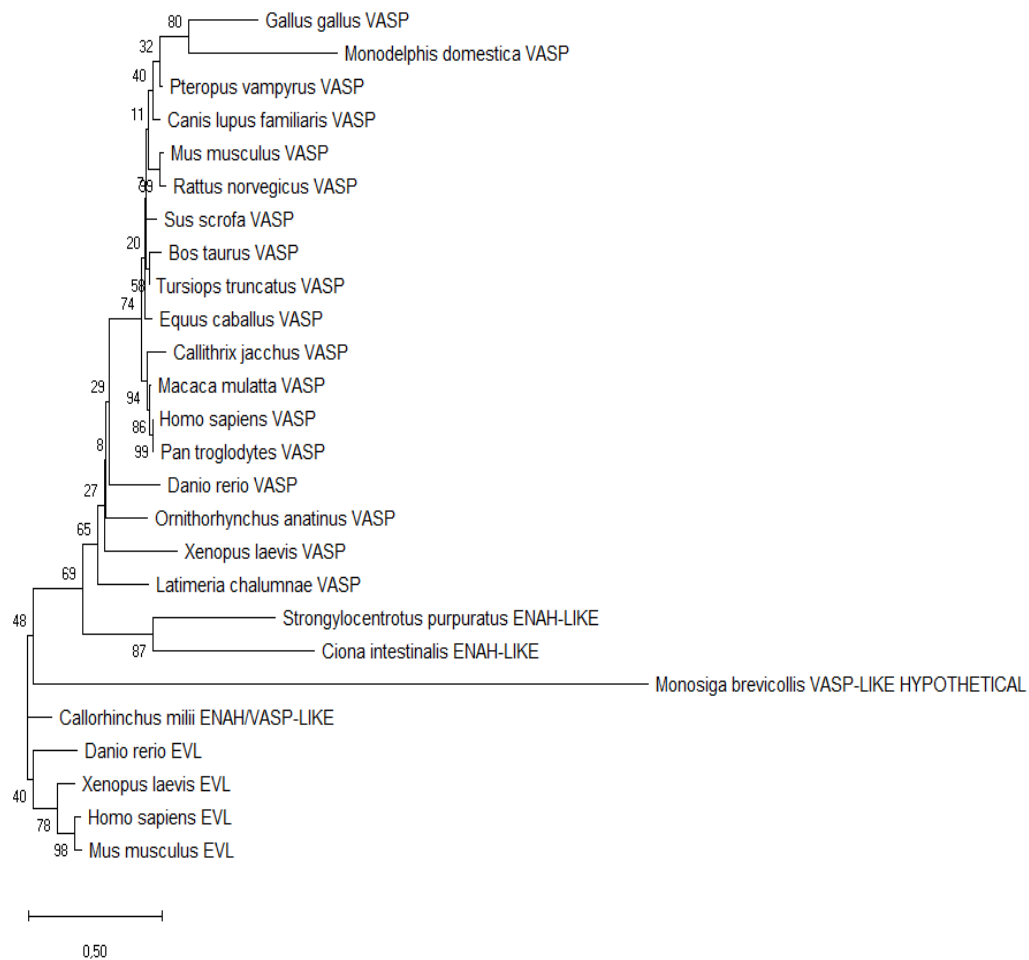 80
Gallus gallus VASP
32
Monodelphis domestica VASP
40
Pteropus vampyrus VASP
11
Canis lupus familiaris VASP
Mus musculus VASP
Rattus norvegicus VASP
Sus scrofa VASP
20
Bos taurus VASP
58
Tursiops truncatus VASP
74
Equus caballus VASP
Callithrix jacchus VASP
29
Macaca mulatta VASP
94
Homo sapiens VASP
86
99
Pan troglodytes VASP
8
Danio rerio VASP
27
Ornithorhynchus anatinus VASP
65
Xenopus laevis VASP
69
Latimeria chalumnae VASP
48
Strongylocentrotus purpuratus ENAH-LIKE
87
Ciona intestinalis ENAH-LIKE
Monosiga brevicollis VASP-LIKE HYPOTHETICAL
Callorhinchus milii ENAH/VASP-LIKE
Danio rerio EVL
40
Xenopus laevis EVL
78
Homo sapiens EVL
98
Mus musculus EVL
0,50